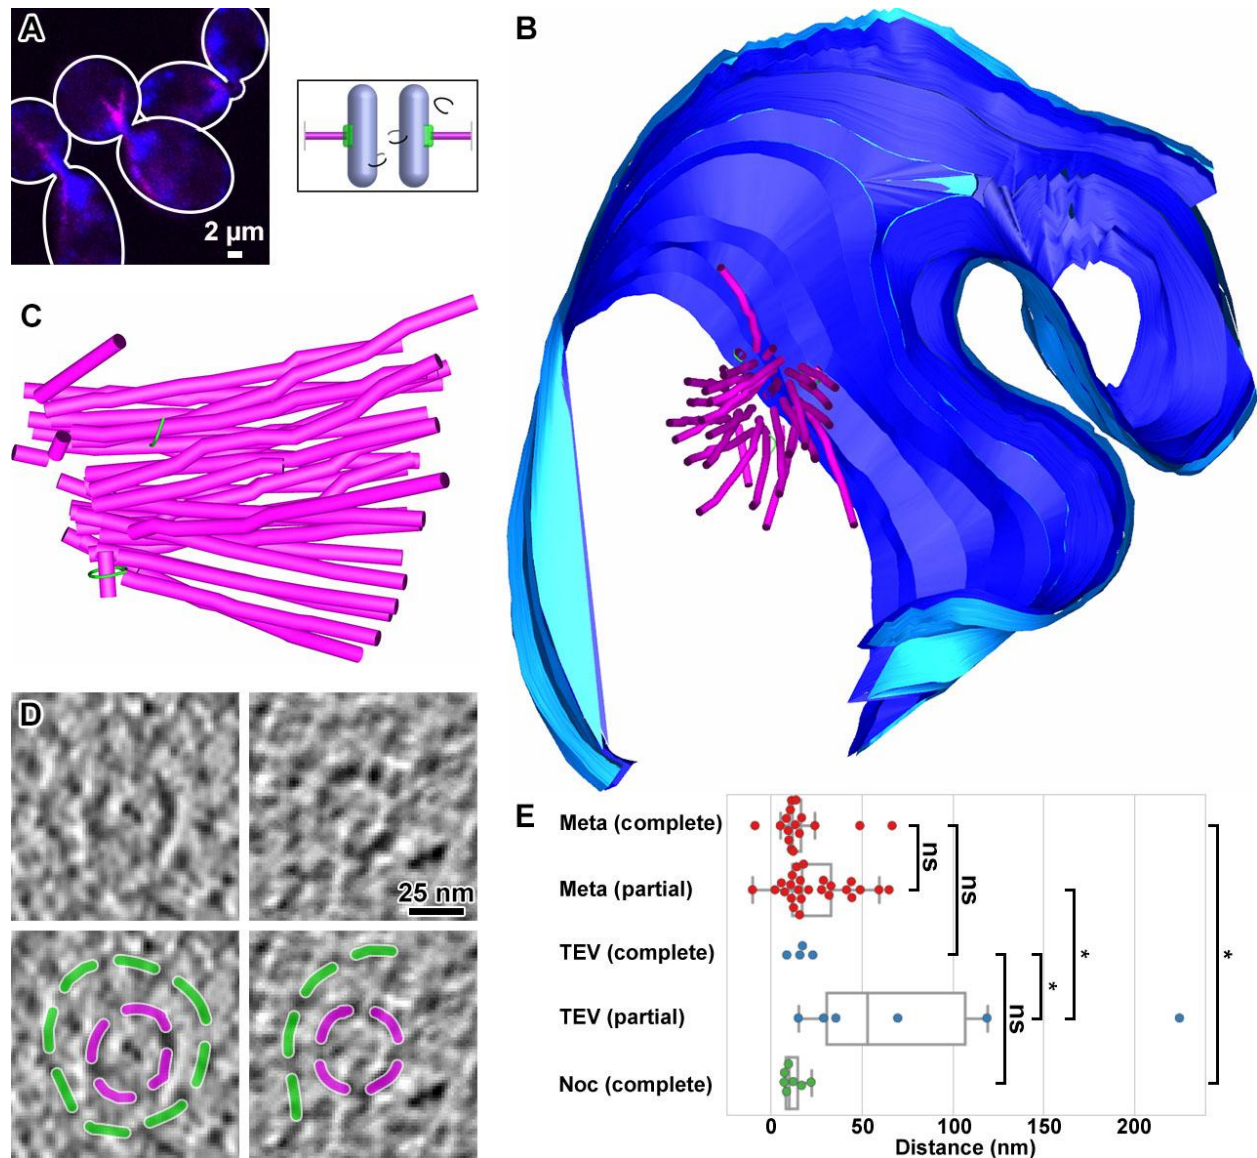 A
2 µm
B
C
D
25 nm
E
Meta (complete)
Meta (partial)
TEV (complete)
TEV (partial)
Noc (complete)
ns
ns
ns
*
*
*
0
50
100
150
200
Distance (nm)